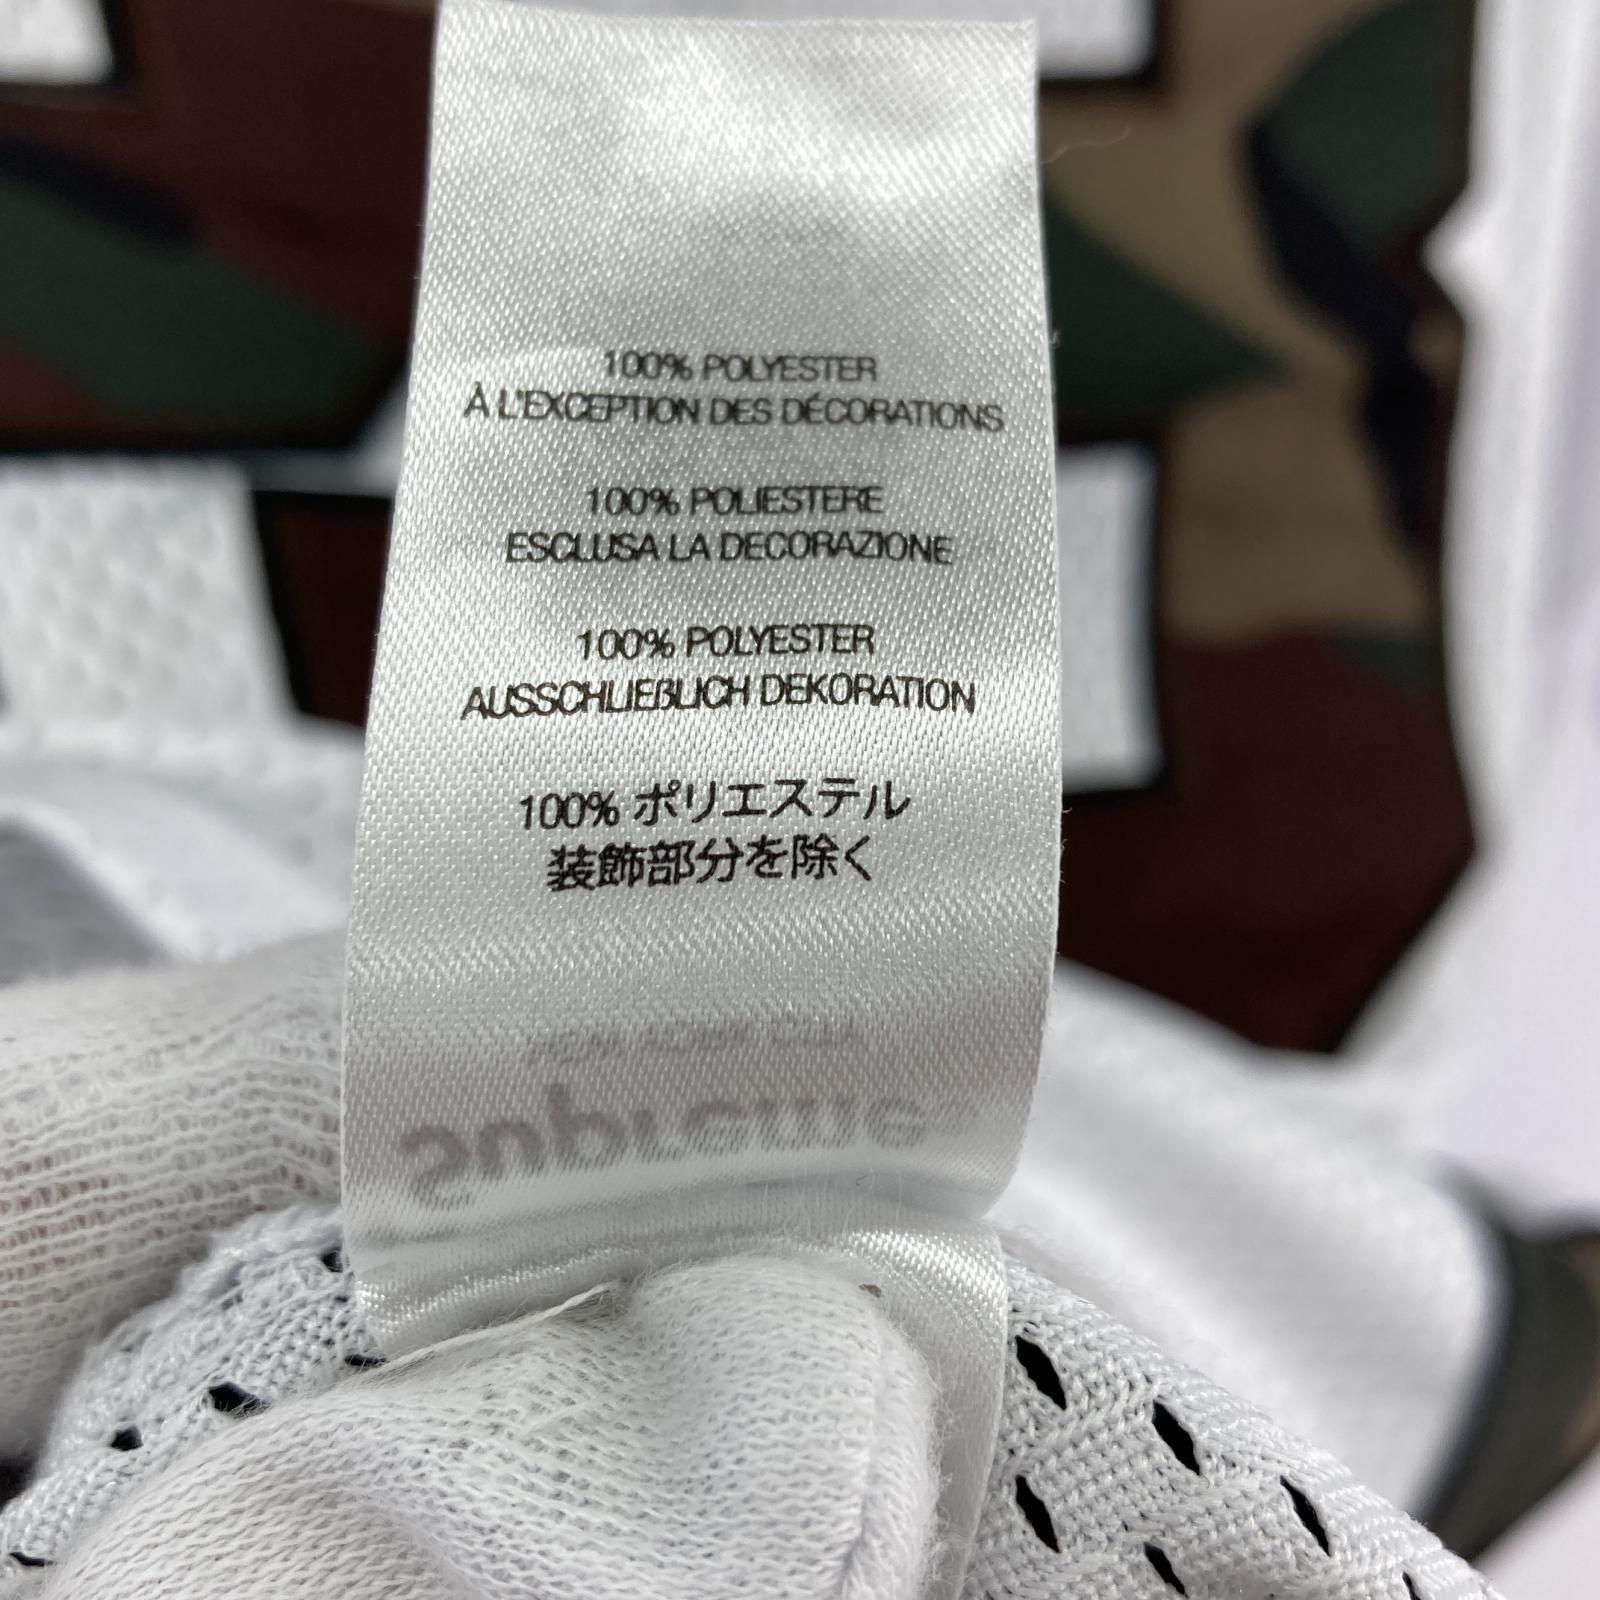 100% POLYESTER
À L'EXCEPTION DES DÉCORATIONS
100% POLIESTERE
ESCLUSA LA DECORAZIONE
100% POLYESTER
AUSSCHLIEßLICH DEKORATION
100% ポリエステル
装飾部分を除く